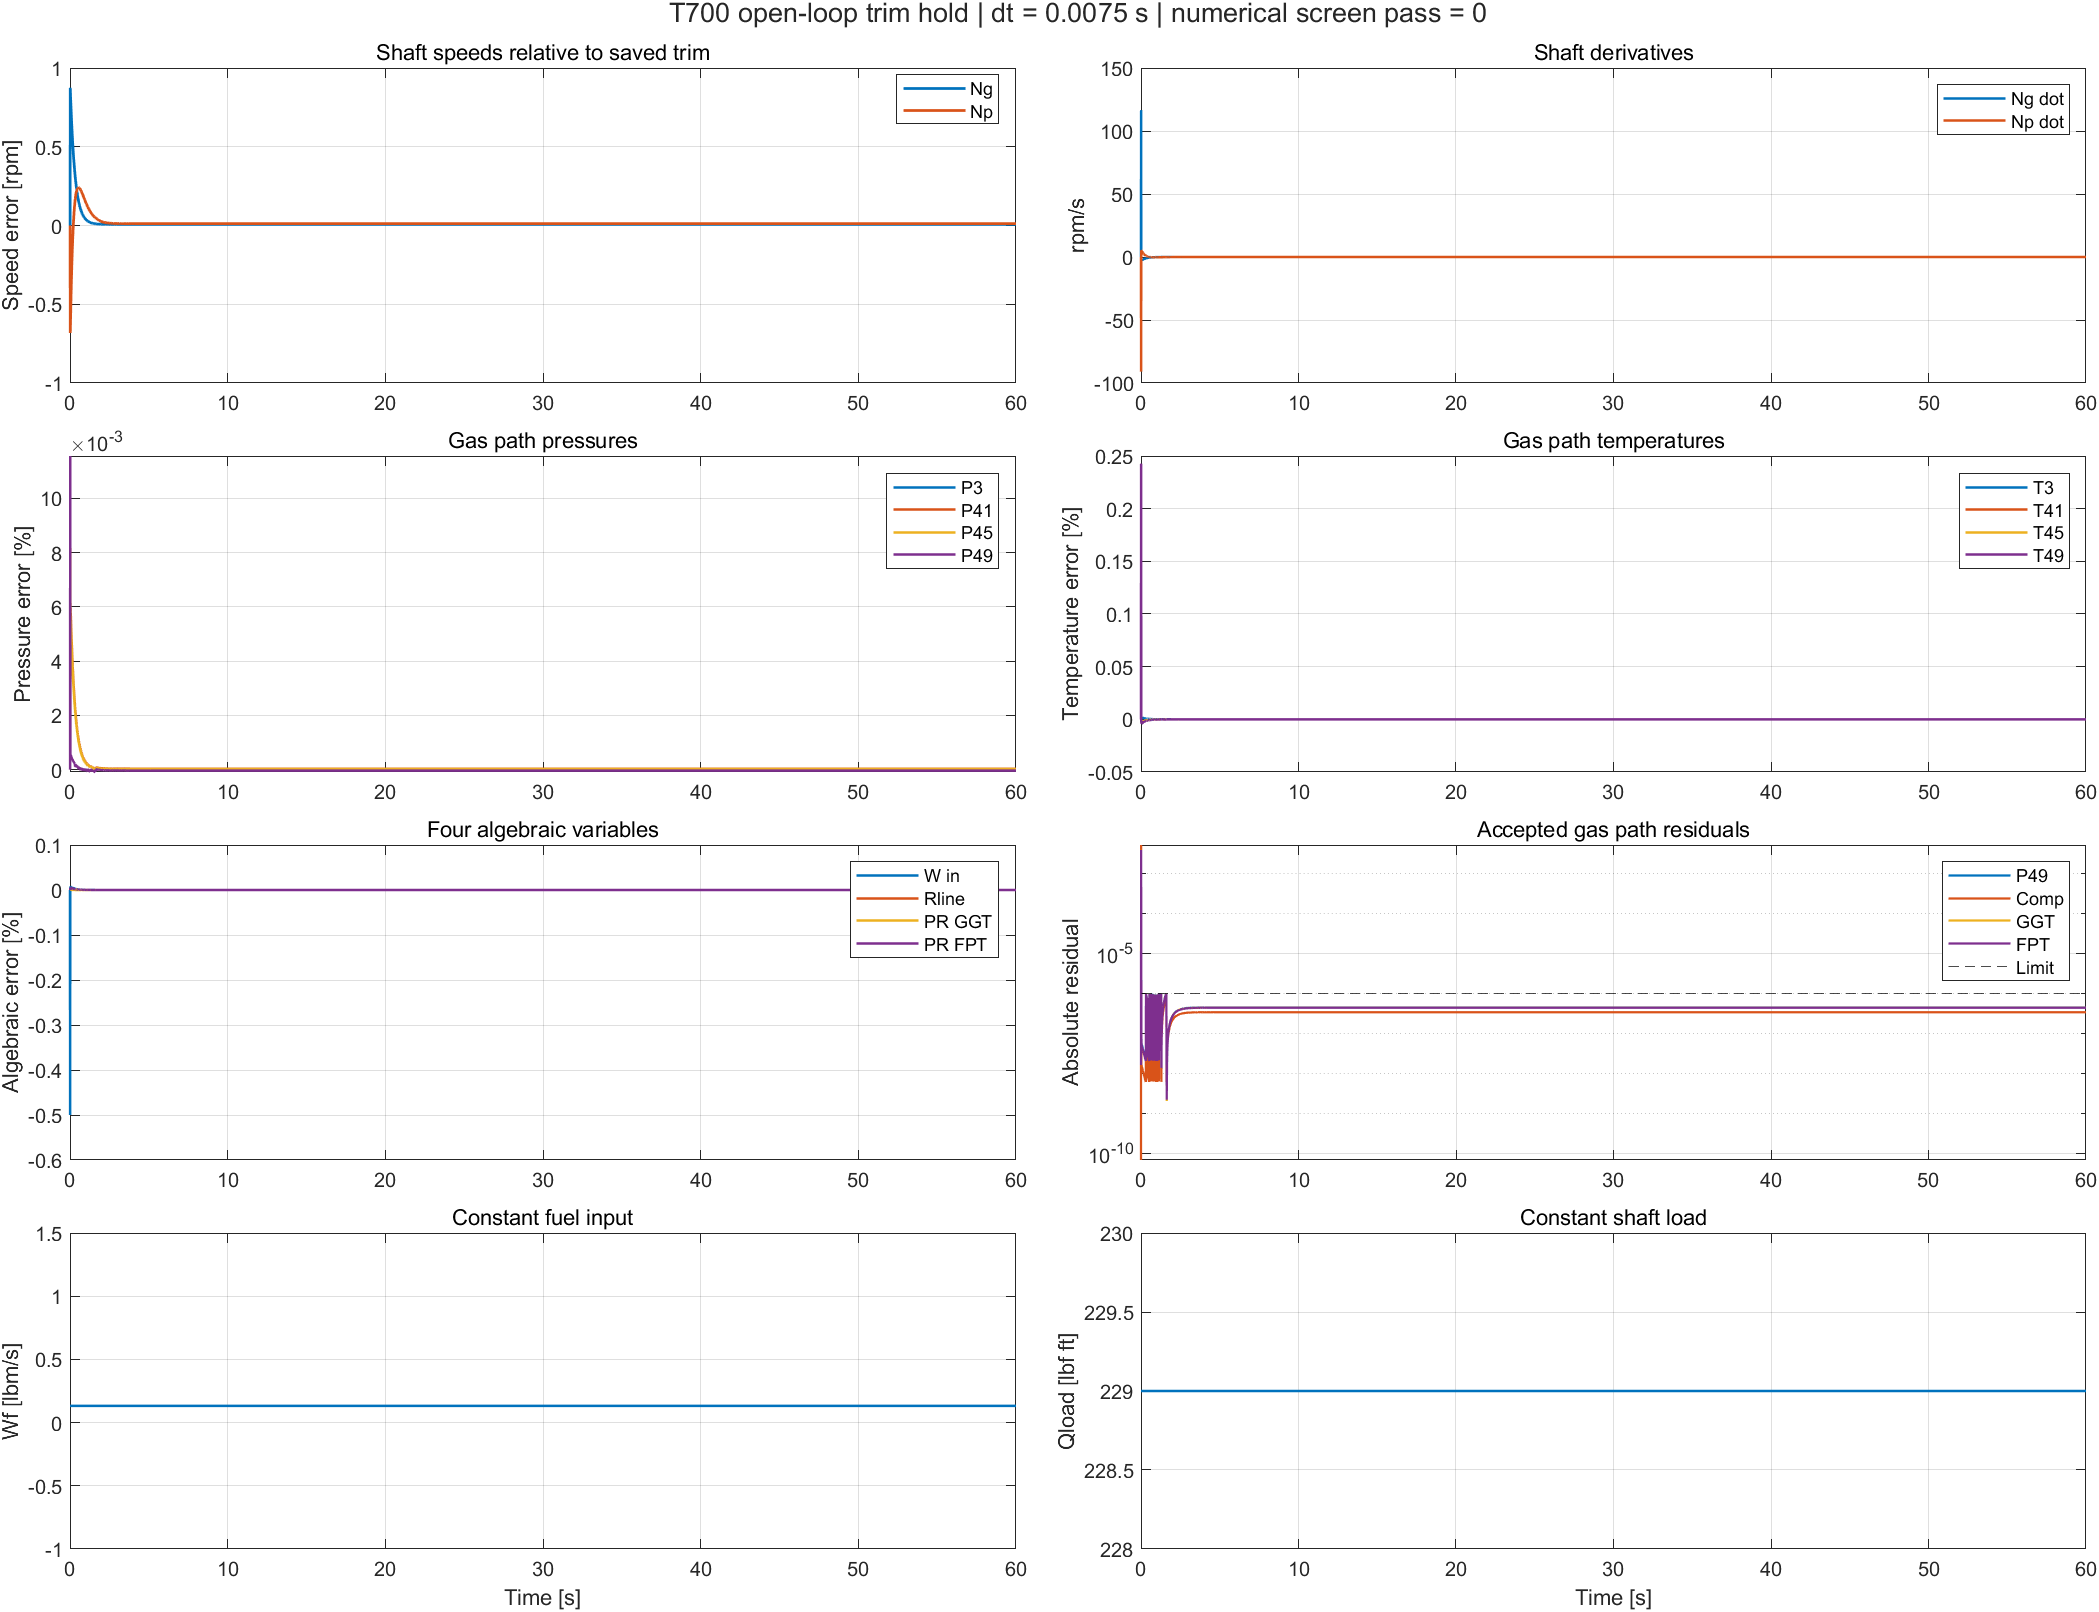 T700 open-loop trim hold | dt = 0.0075 s | numerical screen pass = 0
Shaft speeds relative to saved trim
Speed error [rpm]
1
0.5
0
-0.5
-1
0 10 20 30 40 50 60
Ng
Np
Shaft derivatives
rpm/s
150
100
50
0
-50
-100
0 10 20 30 40 50 60
Ng dot
Np dot
Gas path pressures
×10-3
Pressure error [%]
10
8
6
4
2
0
0 10 20 30 40 50 60
P3
P41
P45
P49
Gas path temperatures
Temperature error [%]
0.25
0.2
0.15
0.1
0.05
0
-0.05
0 10 20 30 40 50 60
T3
T41
T45
T49
Four algebraic variables
Algebraic error [%]
0.1
0
-0.1
-0.2
-0.3
-0.4
-0.5
-0.6
0 10 20 30 40 50 60
W in
Rline
PR GGT
PR FPT
Accepted gas path residuals
Absolute residual
10-5
10-10
0 10 20 30 40 50 60
P49
Comp
GGT
FPT
Limit
Constant fuel input
Wf [lbm/s]
1.5
1
0.5
0
-0.5
-1
0 10 20 30 40 50 60
Time [s]
Constant shaft load
Qload [lbf ft]
230
229.5
229
228.5
228
0 10 20 30 40 50 60
Time [s]